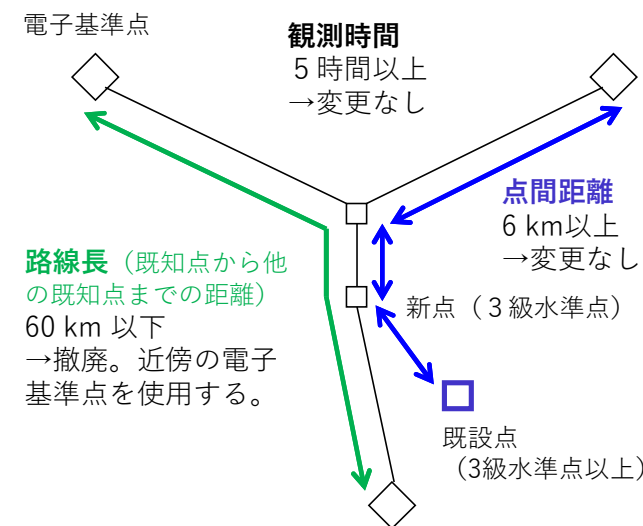 電子基準点
観測時間
５時間以上
→変更なし
点間距離
6 km以上
→変更なし
路線長（既知点から他
の既知点までの距離）
60 km 以下
→撤廃。近傍の電子
基準点を使用する。
新点（３級水準点）
既設点
（3級水準点以上）